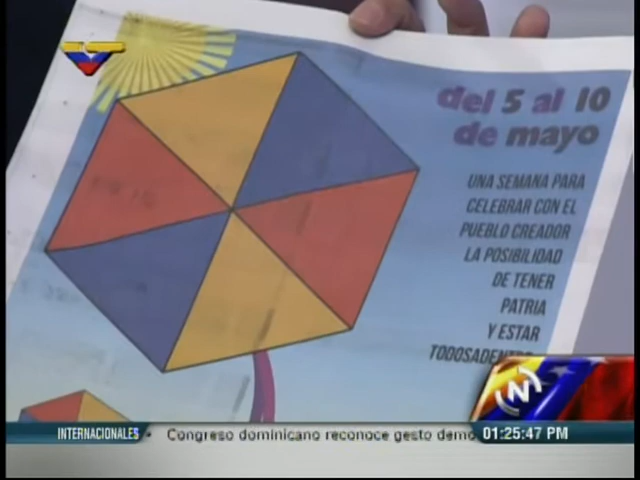 del 5 al 10
de mayo
UNA SEMANA PARA
CELEBRAR CON EL
PUEBLO CREADOR
LA POSIBILIDAD
DE TENER
PATRIA
Y ESTAR
N
INTERNACIONALES • Congreso dominicano reconoce gesto demo
01:25:47 PM